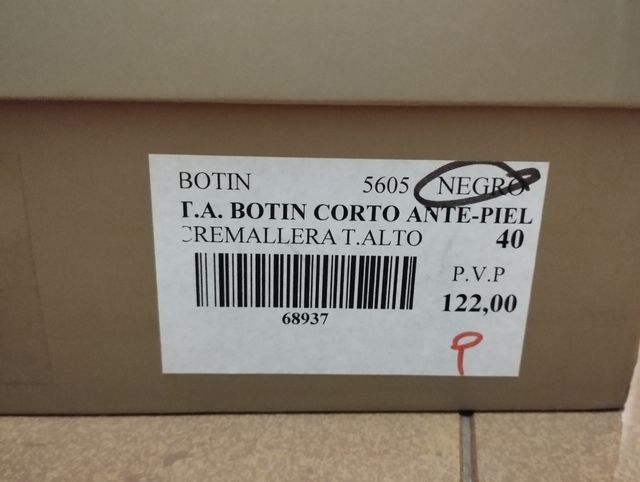 BOTIN 5605 NEGRO
T.A. BOTIN CORTO ANTE-PIEL
CREMALLERA T.ALTO 40
P.V.P
122,00
68937